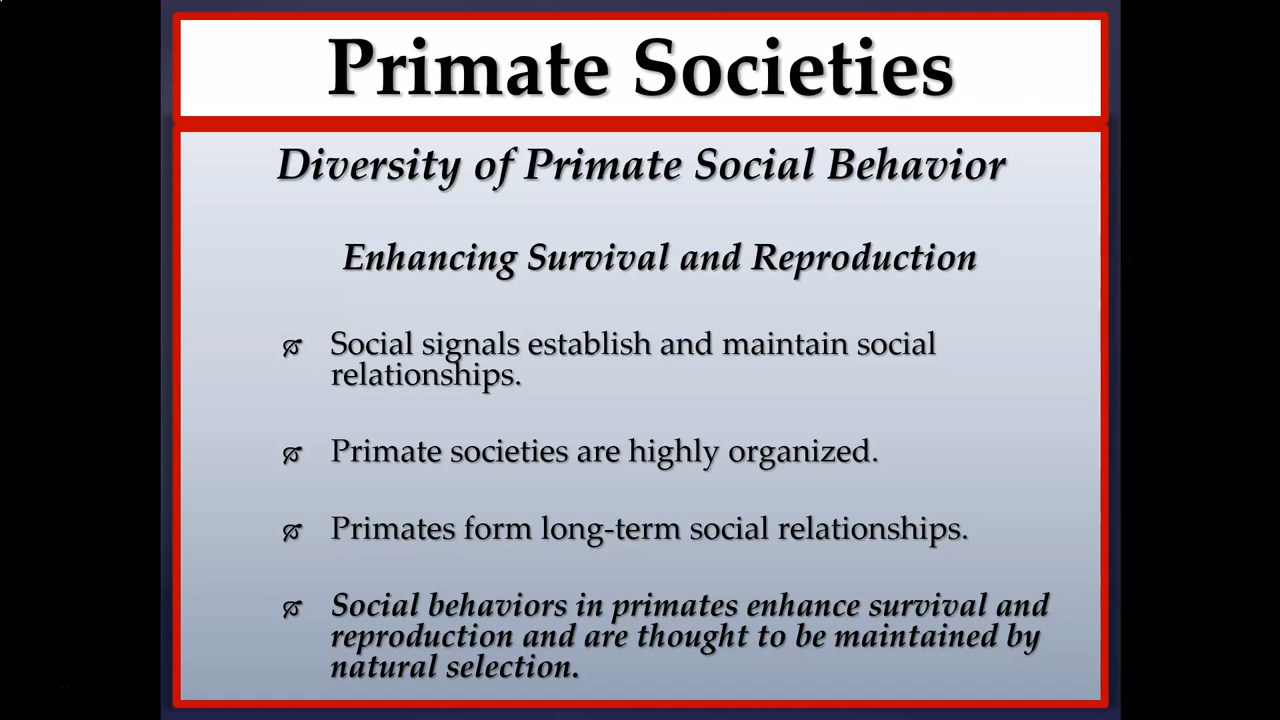 Primate Societies
Diversity of Primate Social Behavior
Enhancing Survival and Reproduction
Social signals establish and maintain social
relationships.
Primate societies are highly organized.
Primates form long-term social relationships.
Social behaviors in primates enhance survival and
reproduction and are thought to be maintained by
natural selection.